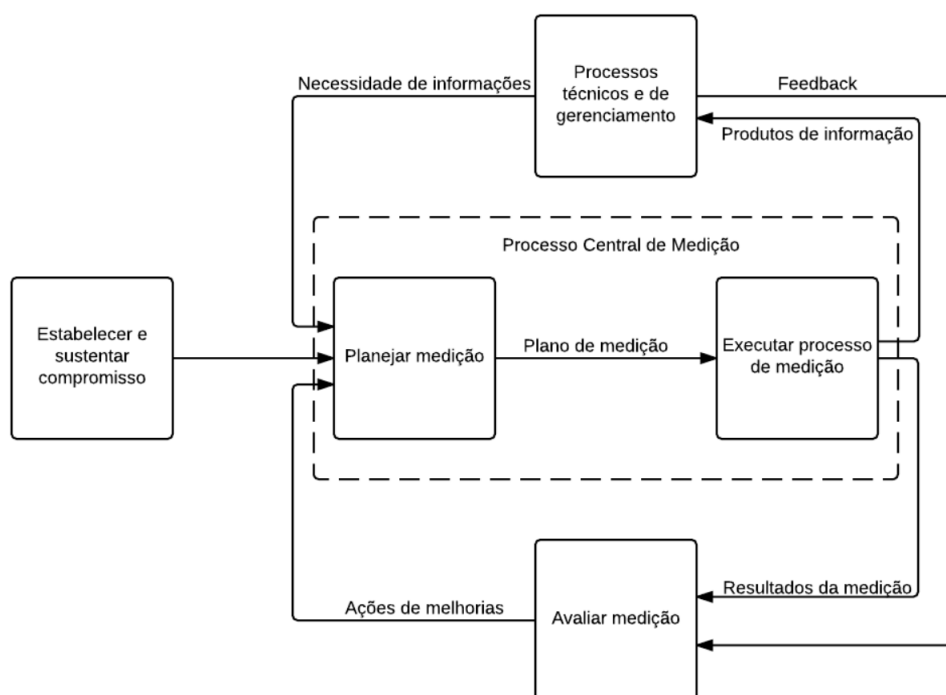 Necessidade de informações
Processos
técnicos e de
gerenciamento
Feedback
Produtos de informação
Processo Central de Medição
Estabelecer e
sustentar
compromisso
Planejar medição
Plano de medição
Executar processo
de medição
Ações de melhorias
Avaliar medição
Resultados da medição